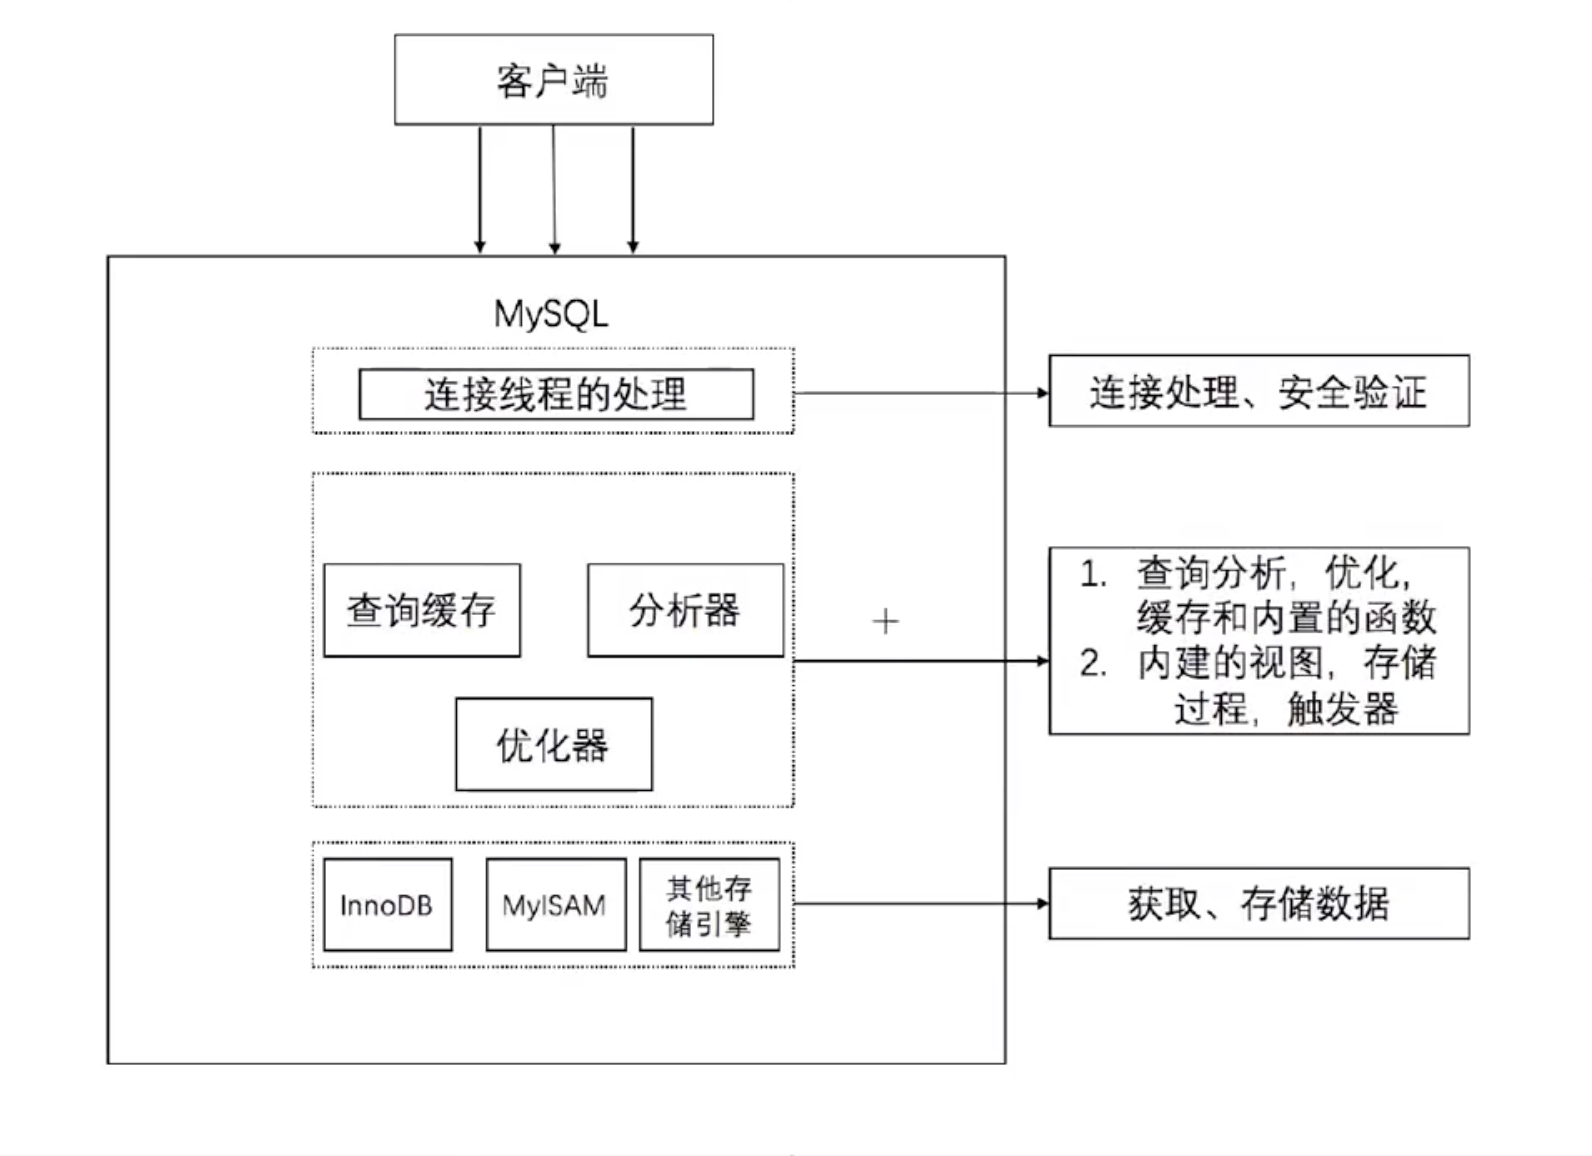 客户端
MySQL
连接线程的处理
连接处理、安全验证
查询缓存
分析器
优化器
1. 查询分析，优化，
缓存和内置的函数
2. 内建的视图，存储
过程，触发器
InnoDB
MyISAM
其他存
储引擎
获取、存储数据